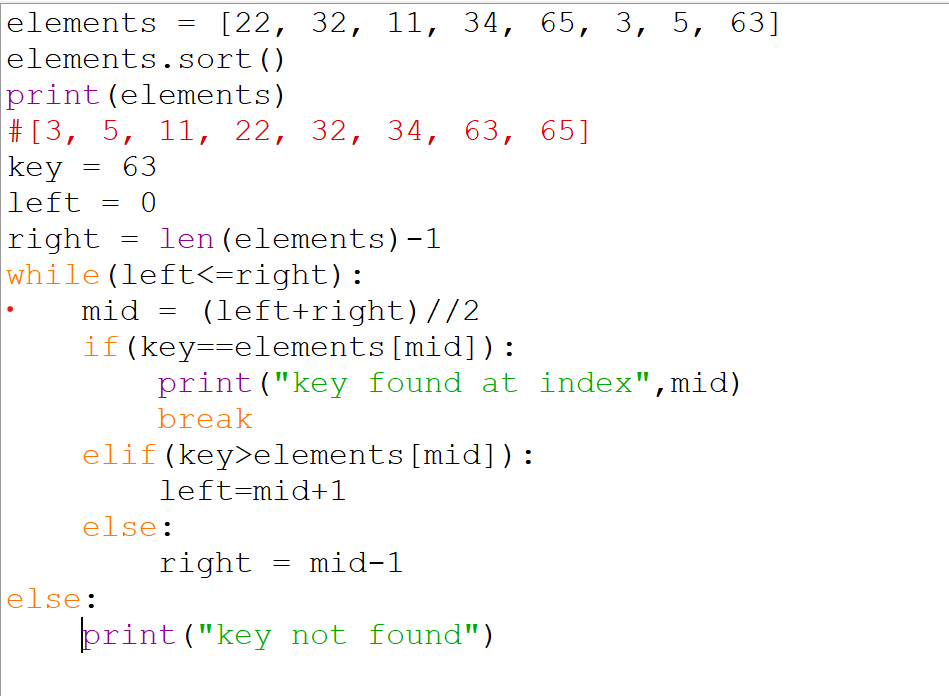 elements = [22, 32, 11, 34, 65, 3, 5, 63]
elements.sort()
print(elements)
#[3, 5, 11, 22, 32, 34, 63, 65]
key = 63
left = 0
right = len(elements)-1
while(left<=right):
    mid = (left+right)//2
    if(key==elements[mid]):
        print("key found at index",mid)
        break
    elif(key>elements[mid]):
        left=mid+1
    else:
        right = mid-1
else:
    print("key not found")